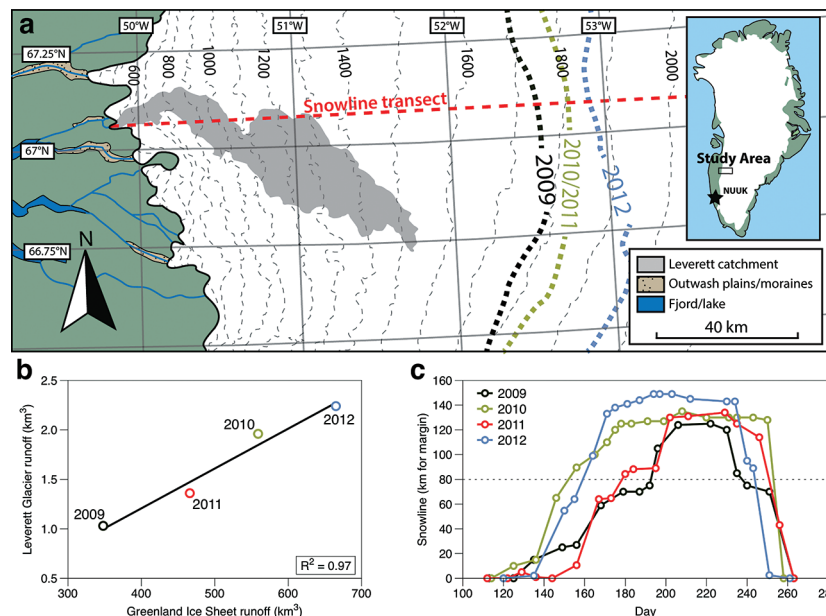 a
50°W
51°W
52°W
53°W
67.25°N
67°N
66.75°N
600
800
1000
1200
1400
1600
1800
2000
Snowline transect
2009
2010/2011
2012
N
Study Area
NUUK
Leverett catchment
Outwash plains/moraines
Fjord/lake
40 km
b
Leverett Glacier runoff (km³)
2.5
2.0
1.5
1.0
0.5
2009
2010
2011
2012
R² = 0.97
300 400 500 600 700
Greenland Ice Sheet runoff (km³)
c
Snowline (km for margin)
160
140
120
100
80
60
40
20
0
2009
2010
2011
2012
100 120 140 160 180 200 220 240 260
Day